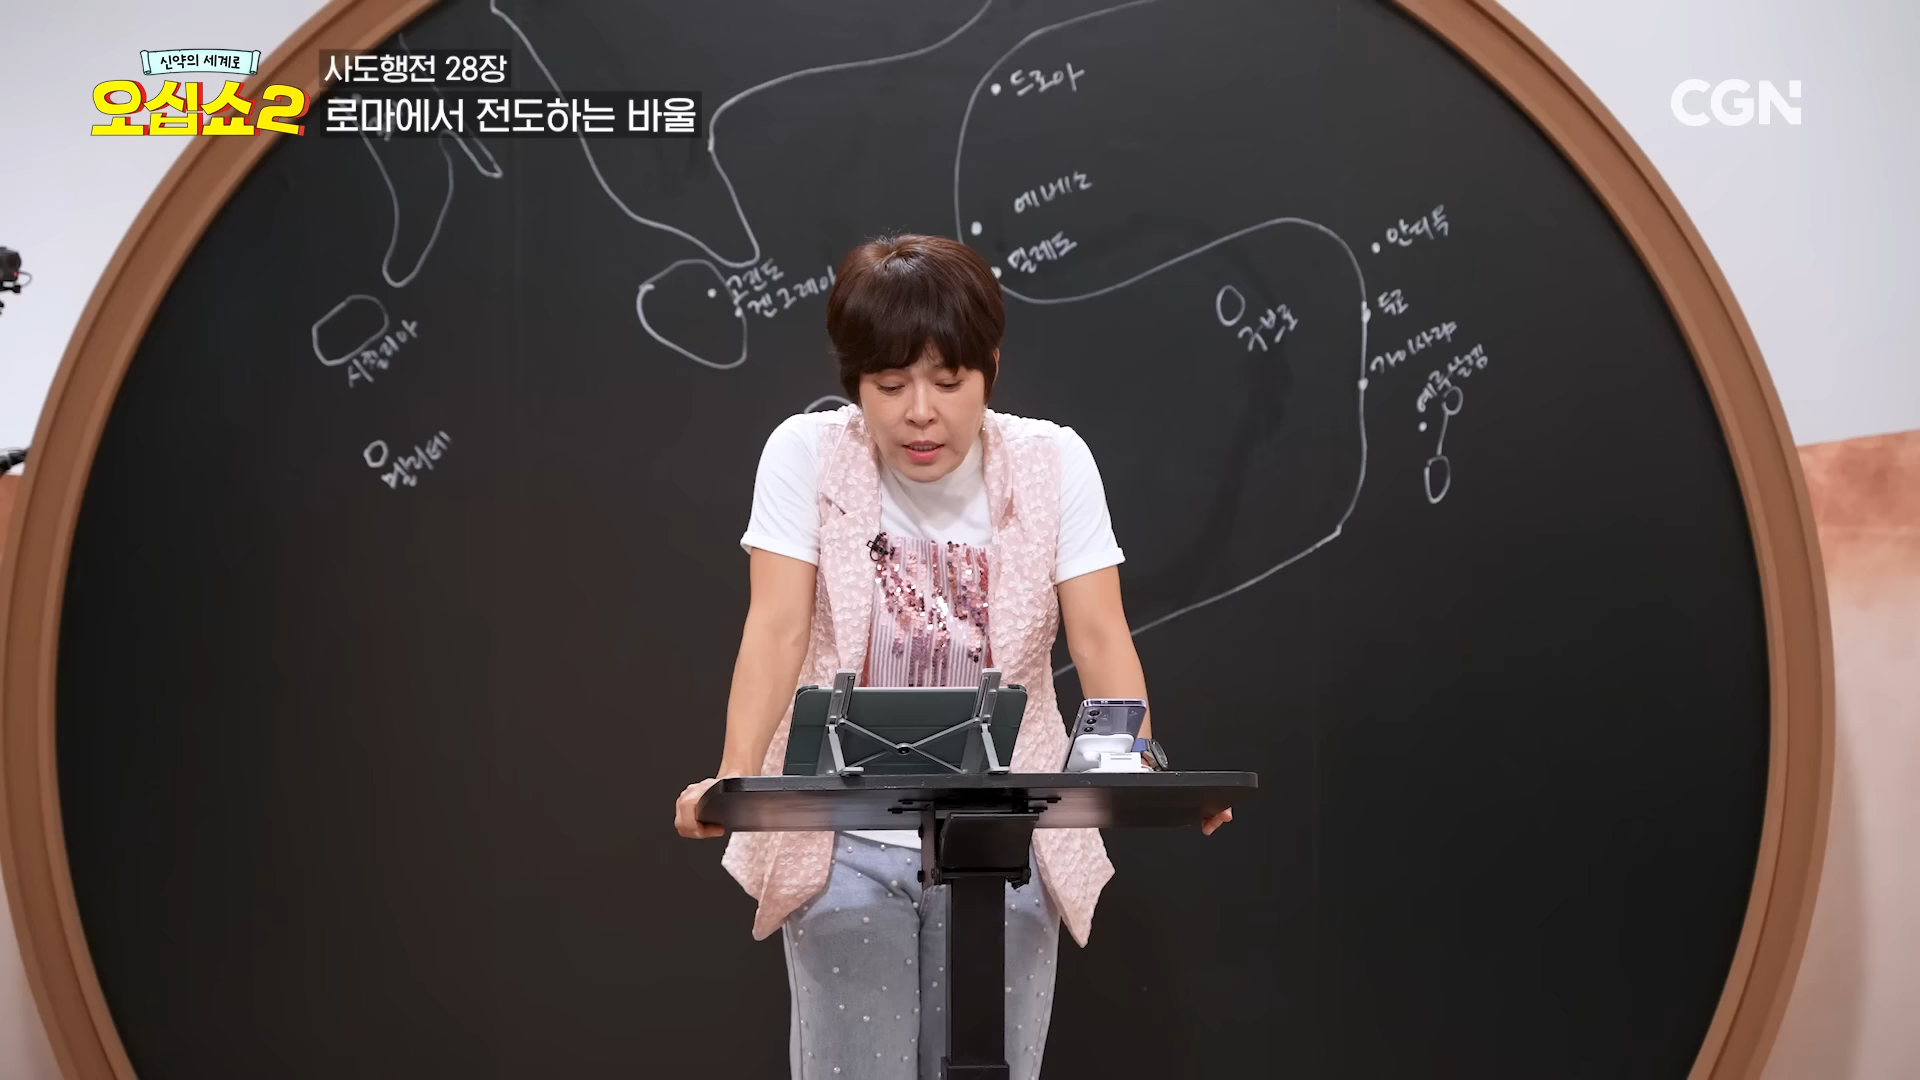 신약의 세계로
오십쇼2
사도행전 28장
로마에서 전도하는 바울
CGN
드로아
에베소
밀레도
안디옥
고린도
겐그레아
구브로
두로
가이사랴
예루살렘
시칠리아
멜리데